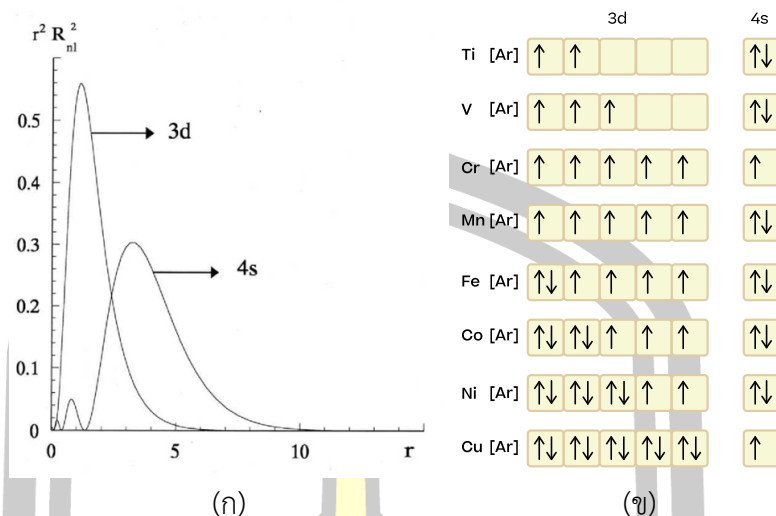 r² R²nl
0.5
0.4
0.3
0.2
0.1
0
0 5 10 r
3d
4s
(ก)
3d 4s
Ti [Ar] ↑ ↑ ↑↓
V [Ar] ↑ ↑ ↑ ↑↓
Cr [Ar] ↑ ↑ ↑ ↑ ↑ ↑
Mn [Ar] ↑ ↑ ↑ ↑ ↑ ↑↓
Fe [Ar] ↑↓ ↑ ↑ ↑ ↑ ↑↓
Co [Ar] ↑↓ ↑↓ ↑ ↑ ↑ ↑↓
Ni [Ar] ↑↓ ↑↓ ↑↓ ↑ ↑ ↑↓
Cu [Ar] ↑↓ ↑↓ ↑↓ ↑↓ ↑↓ ↑
(ข)